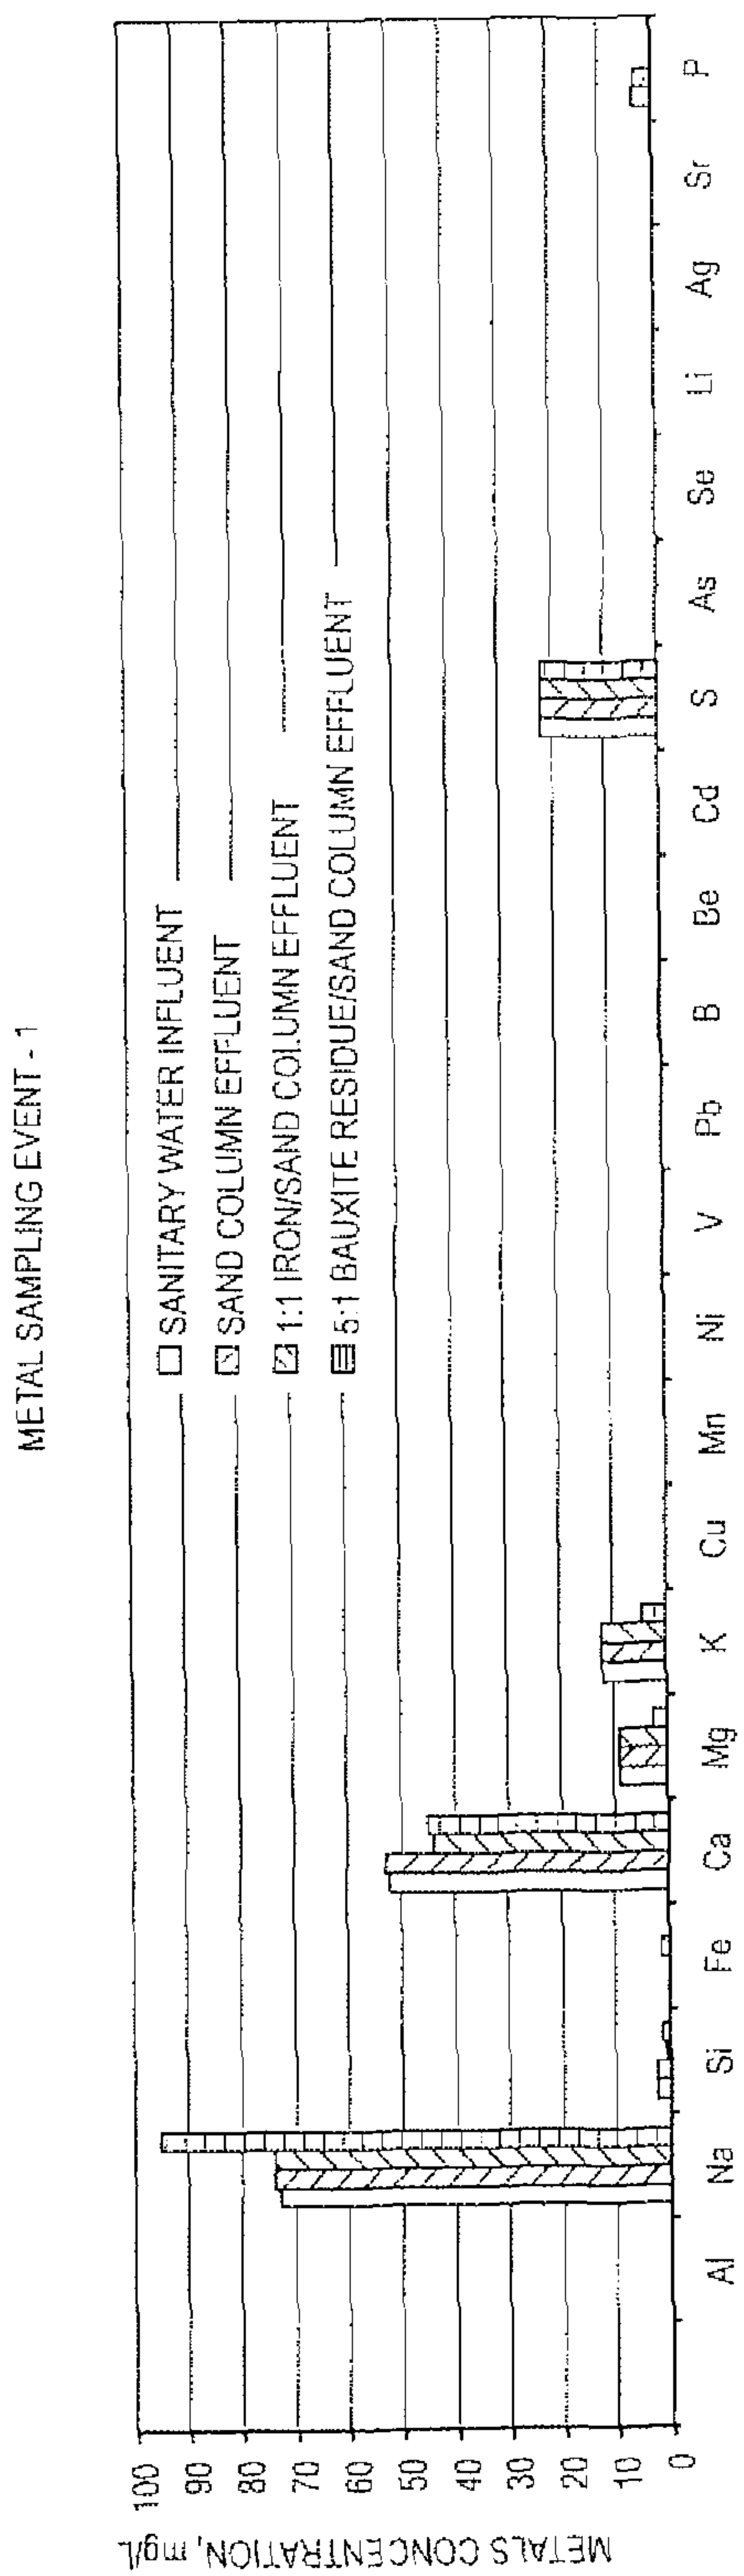 METAL SAMPLING EVENT - 1
SANITARY WATER INFLUENT
SAND COLUMN EFFLUENT
1:1 IRON/SAND COLUMN EFFLUENT
5:1 BAUXITE RESIDUE/SAND COLUMN EFFLUENT
METALS CONCENTRATION, mg/L
100
90
80
70
60
50
40
30
20
10
0
Al Na Si Fe Ca Mg K Cu Mn Ni V Pb B Be Cd S As Se Li Ag Sr P